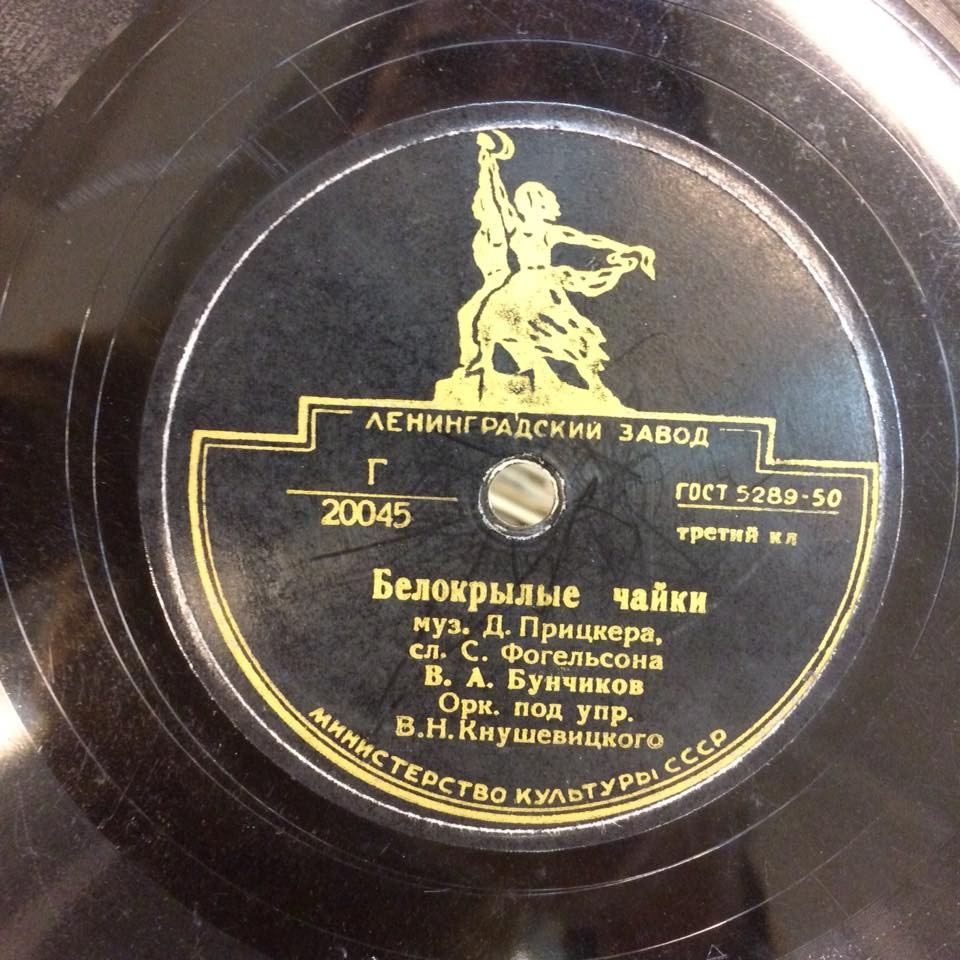 ЛЕНИНГРАДСКИЙ ЗАВОД
Г
20045
ГОСТ 5289-50
третий кл
Белокрылые чайки
муз. Д. Прицкера,
сл. С. Фогельсона
В. А. Бунчиков
Орк. под упр.
В.Н.Кнушевицкого
МИНИСТЕРСТВО КУЛЬТУРЫ СССР